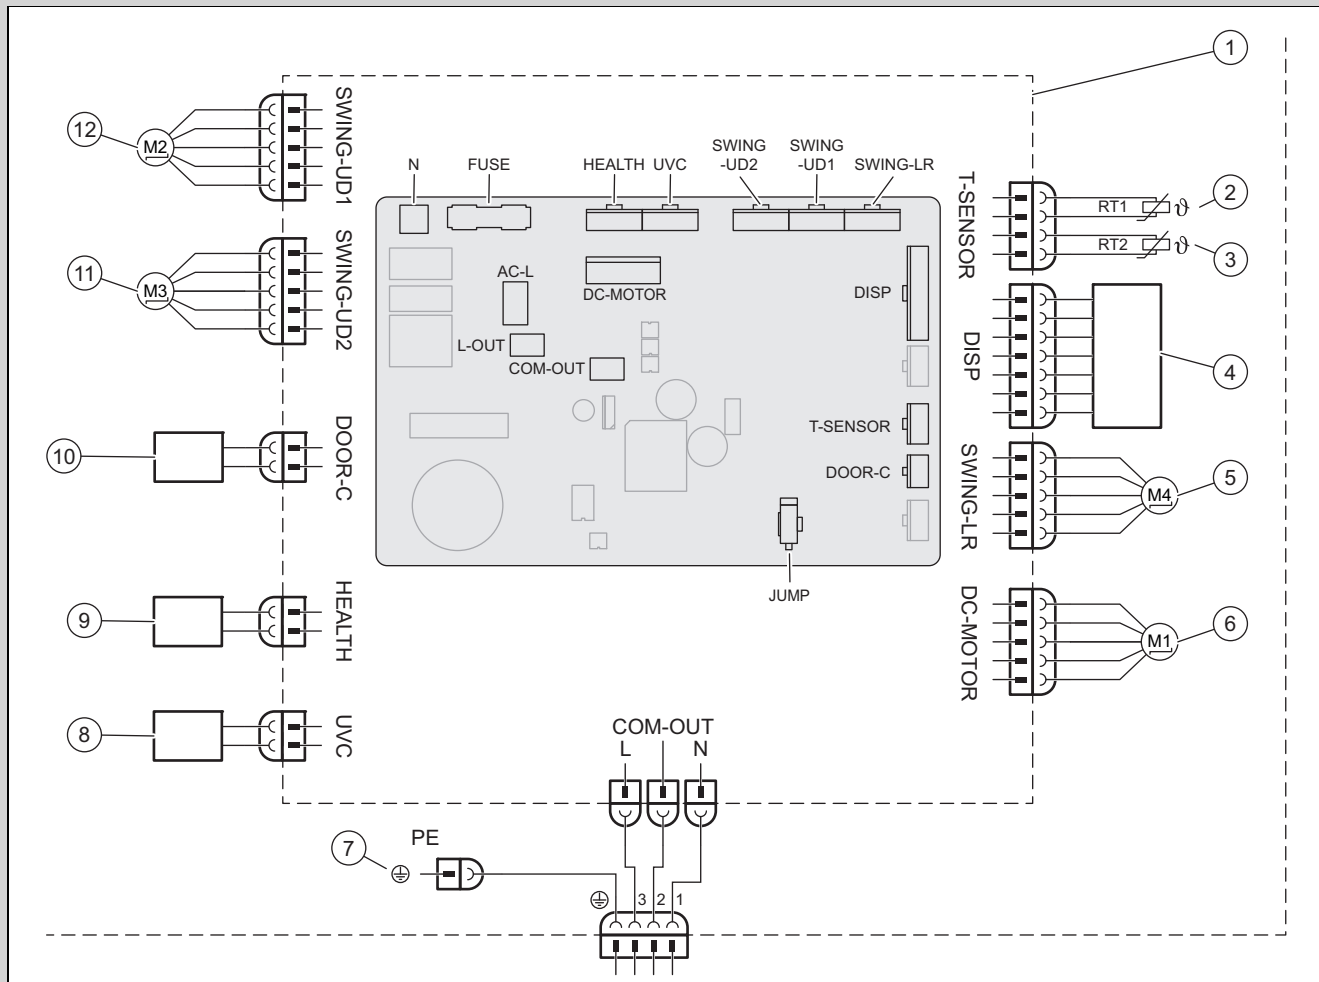 1
12
M2
SWING-UD1
N
FUSE
HEALTH
UVC
SWING
-UD2
SWING
-UD1
SWING-LR
T-SENSOR
RT1
ϑ
2
RT2
ϑ
3
11
M3
SWING-UD2
AC-L
DC-MOTOR
DISP
L-OUT
COM-OUT
DISP
4
T-SENSOR
DOOR-C
10
DOOR-C
SWING-LR
M4
5
JUMP
9
HEALTH
DC-MOTOR
M1
6
8
UVC
COM-OUT
L
N
7
PE
3
2
1